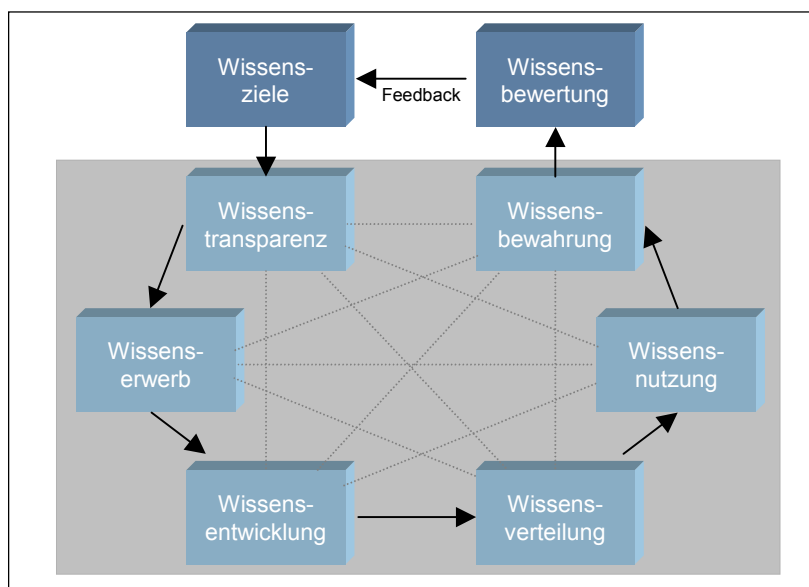 Wissens-
ziele
Feedback
Wissens-
bewertung
Wissens-
transparenz
Wissens-
bewahrung
Wissens-
erwerb
Wissens-
nutzung
Wissens-
entwicklung
Wissens-
verteilung